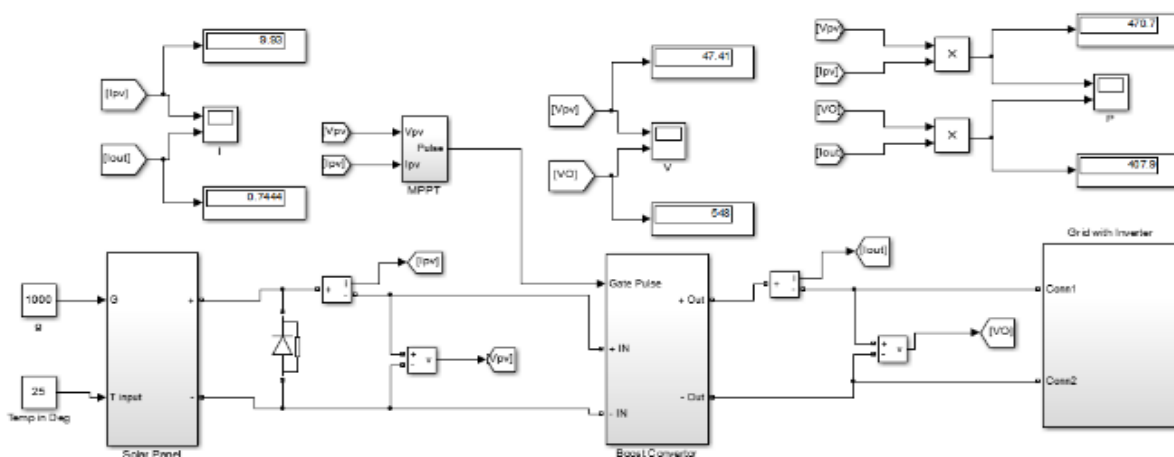 9.93
[Ipv]
[Iout]
I
0.7444
[Vpv]
[Ipv]
Vpv
Pulse
Ipv
MPPT
47.41
[Vpv]
[VO]
V
548
[Vpv]
[Ipv]
[VO]
[Iout]
×
×
470.7
P
407.9
Grid with Inverter
1000
g
25
Temp in Deg
G
T input
+
-
Solar Panel
+
i
-
[Ipv]
+
-
v
[Vpv]
Gate Pulse
+ IN
- IN
+ Out
- Out
Boost Convertor
+
i
-
[Iout]
+
-
v
[VO]
Conn1
Conn2